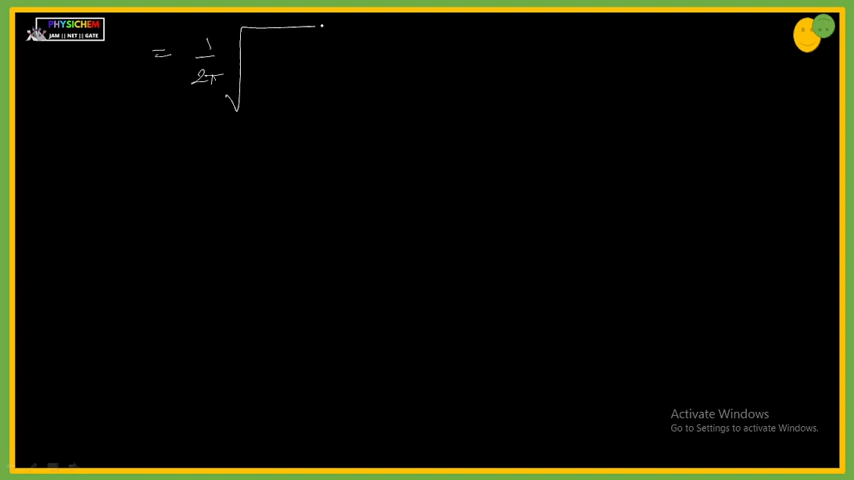 PHYSICHEM
JAM || NET || GATE
= 1/2π √
Activate Windows
Go to Settings to activate Windows.